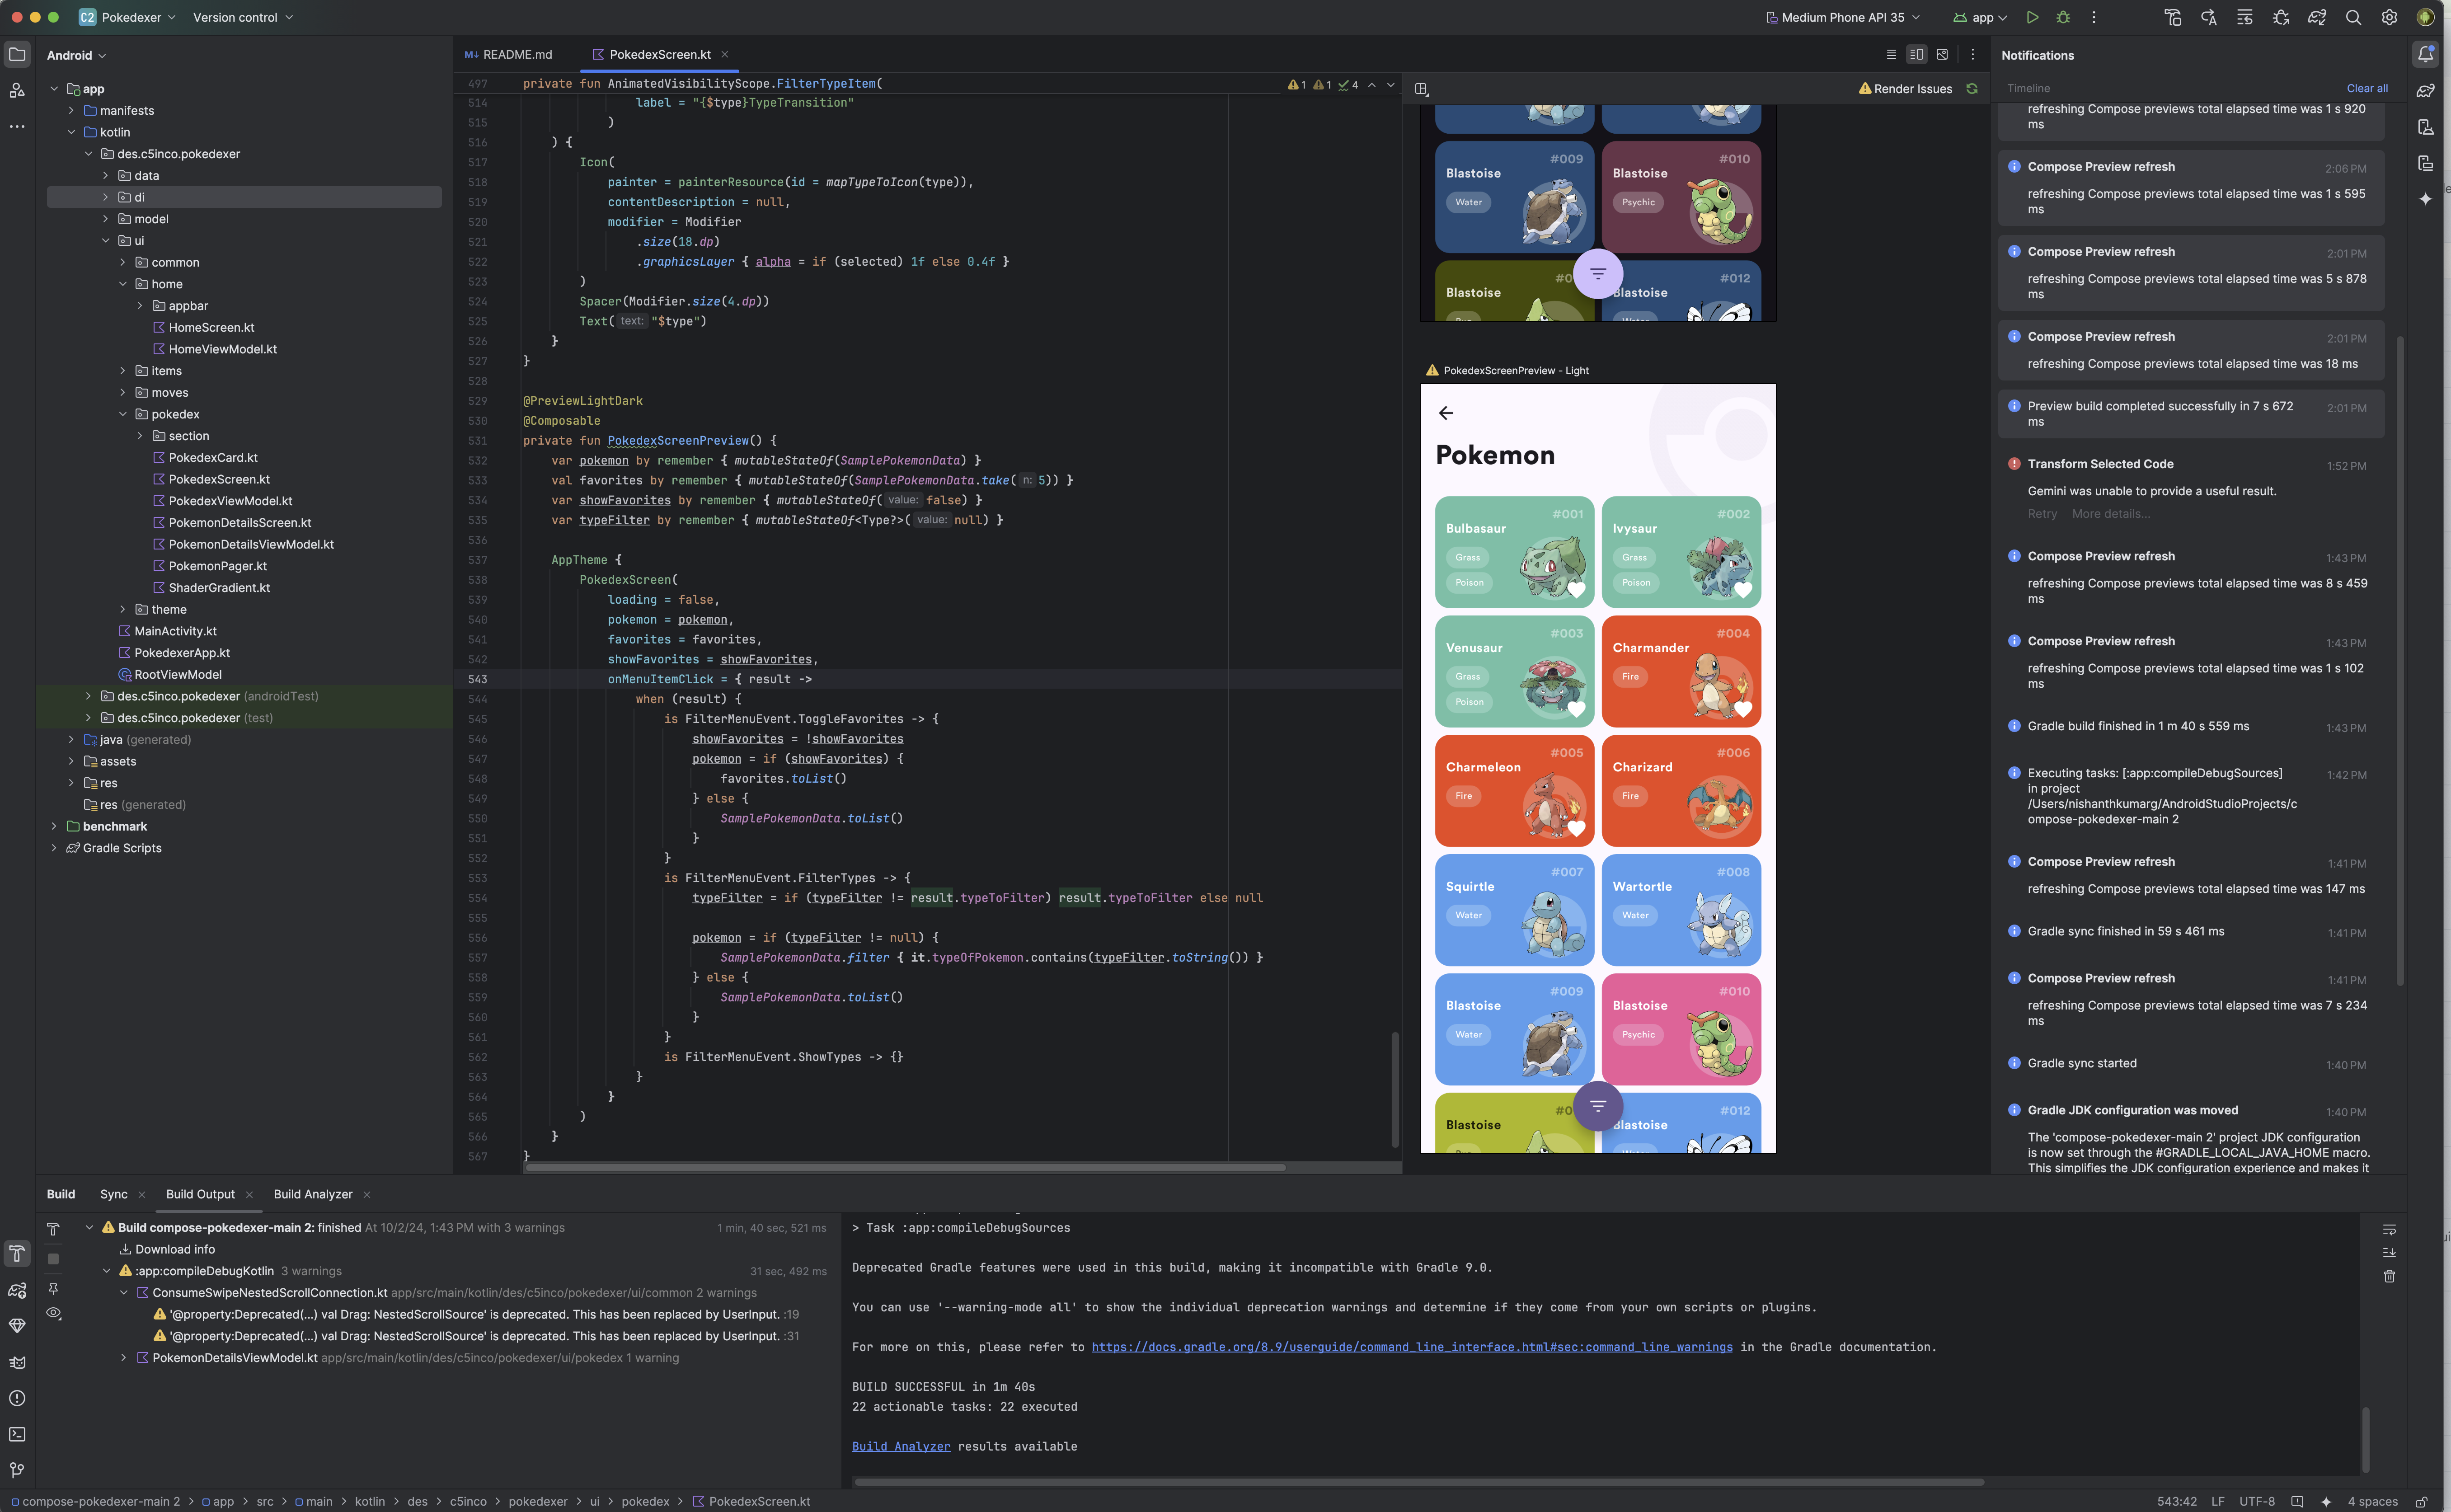 C2 Pokedexer Version control
Medium Phone API 35 app
Android
app
manifests
kotlin
des.c5inco.pokedexer
data
di
model
ui
common
home
appbar
HomeScreen.kt
HomeViewModel.kt
items
moves
pokedex
section
PokedexCard.kt
PokedexScreen.kt
PokedexViewModel.kt
PokemonDetailsScreen.kt
PokemonDetailsViewModel.kt
PokemonPager.kt
ShaderGradient.kt
theme
MainActivity.kt
PokedexerApp.kt
RootViewModel
des.c5inco.pokedexer (androidTest)
des.c5inco.pokedexer (test)
java (generated)
assets
res
res (generated)
benchmark
Gradle Scripts
M↓ README.md PokedexScreen.kt
1 1 4
497 private fun AnimatedVisibilityScope.FilterTypeItem(
514 label = "{$type}TypeTransition"
515 )
516 ) {
517 Icon(
518 painter = painterResource(id = mapTypeToIcon(type)),
519 contentDescription = null,
520 modifier = Modifier
521 .size(18.dp)
522 .graphicsLayer { alpha = if (selected) 1f else 0.4f }
523 )
524 Spacer(Modifier.size(4.dp))
525 Text( text: "$type")
526 }
527 }
528
529 @PreviewLightDark
530 @Composable
531 private fun PokedexScreenPreview() {
532 var pokemon by remember { mutableStateOf(SamplePokemonData) }
533 val favorites by remember { mutableStateOf(SamplePokemonData.take( n: 5)) }
534 var showFavorites by remember { mutableStateOf( value: false) }
535 var typeFilter by remember { mutableStateOf<Type?>( value: null) }
536
537 AppTheme {
538 PokedexScreen(
539 loading = false,
540 pokemon = pokemon,
541 favorites = favorites,
542 showFavorites = showFavorites,
543 onMenuItemClick = { result ->
544 when (result) {
545 is FilterMenuEvent.ToggleFavorites -> {
546 showFavorites = !showFavorites
547 pokemon = if (showFavorites) {
548 favorites.toList()
549 } else {
550 SamplePokemonData.toList()
551 }
552 }
553 is FilterMenuEvent.FilterTypes -> {
554 typeFilter = if (typeFilter != result.typeToFilter) result.typeToFilter else null
555
556 pokemon = if (typeFilter != null) {
557 SamplePokemonData.filter { it.typeOfPokemon.contains(typeFilter.toString()) }
558 } else {
559 SamplePokemonData.toList()
560 }
561 }
562 is FilterMenuEvent.ShowTypes -> {}
563 }
564 }
565 )
566 }
567 }
Render Issues
#009
Blastoise
Water
#010
Blastoise
Psychic
Blastoise
#012
Blastoise
PokedexScreenPreview - Light
Pokemon
#001
Bulbasaur
Grass
Poison
#002
Ivysaur
Grass
Poison
#003
Venusaur
Grass
Poison
#004
Charmander
Fire
#005
Charmeleon
Fire
#006
Charizard
Fire
#007
Squirtle
Water
#008
Wartortle
Water
#009
Blastoise
Water
#010
Blastoise
Psychic
Blastoise
#012
Blastoise
Notifications
Timeline Clear all
refreshing Compose previews total elapsed time was 1 s 920
ms
Compose Preview refresh 2:06 PM
refreshing Compose previews total elapsed time was 1 s 595
ms
Compose Preview refresh 2:01 PM
refreshing Compose previews total elapsed time was 5 s 878
ms
Compose Preview refresh 2:01 PM
refreshing Compose previews total elapsed time was 18 ms
Preview build completed successfully in 7 s 672 2:01 PM
ms
Transform Selected Code 1:52 PM
Gemini was unable to provide a useful result.
Retry More details...
Compose Preview refresh 1:43 PM
refreshing Compose previews total elapsed time was 8 s 459
ms
Compose Preview refresh 1:43 PM
refreshing Compose previews total elapsed time was 1 s 102
ms
Gradle build finished in 1 m 40 s 559 ms 1:43 PM
Executing tasks: [:app:compileDebugSources] 1:42 PM
in project
/Users/nishanthkumarg/AndroidStudioProjects/c
ompose-pokedexer-main 2
Compose Preview refresh 1:41 PM
refreshing Compose previews total elapsed time was 147 ms
Gradle sync finished in 59 s 461 ms 1:41 PM
Compose Preview refresh 1:41 PM
refreshing Compose previews total elapsed time was 7 s 234
ms
Gradle sync started 1:40 PM
Gradle JDK configuration was moved 1:40 PM
The 'compose-pokedexer-main 2' project JDK configuration
is now set through the #GRADLE_LOCAL_JAVA_HOME macro.
This simplifies the JDK configuration experience and makes it
Build Sync Build Output Build Analyzer
Build compose-pokedexer-main 2: finished At 10/2/24, 1:43 PM with 3 warnings 1 min, 40 sec, 521 ms
Download info
:app:compileDebugKotlin 3 warnings 31 sec, 492 ms
ConsumeSwipeNestedScrollConnection.kt app/src/main/kotlin/des/c5inco/pokedexer/ui/common 2 warnings
'@property:Deprecated(...) val Drag: NestedScrollSource' is deprecated. This has been replaced by UserInput. :19
'@property:Deprecated(...) val Drag: NestedScrollSource' is deprecated. This has been replaced by UserInput. :31
PokemonDetailsViewModel.kt app/src/main/kotlin/des/c5inco/pokedexer/ui/pokedex 1 warning
> Task :app:compileDebugSources
Deprecated Gradle features were used in this build, making it incompatible with Gradle 9.0.
You can use '--warning-mode all' to show the individual deprecation warnings and determine if they come from your own scripts or plugins.
For more on this, please refer to https://docs.gradle.org/8.9/userguide/command_line_interface.html#sec:command_line_warnings in the Gradle documentation.
BUILD SUCCESSFUL in 1m 40s
22 actionable tasks: 22 executed
Build Analyzer results available
compose-pokedexer-main 2 > app > src > main > kotlin > des > c5inco > pokedexer > ui > pokedex > PokedexScreen.kt
543:42 LF UTF-8 4 spaces